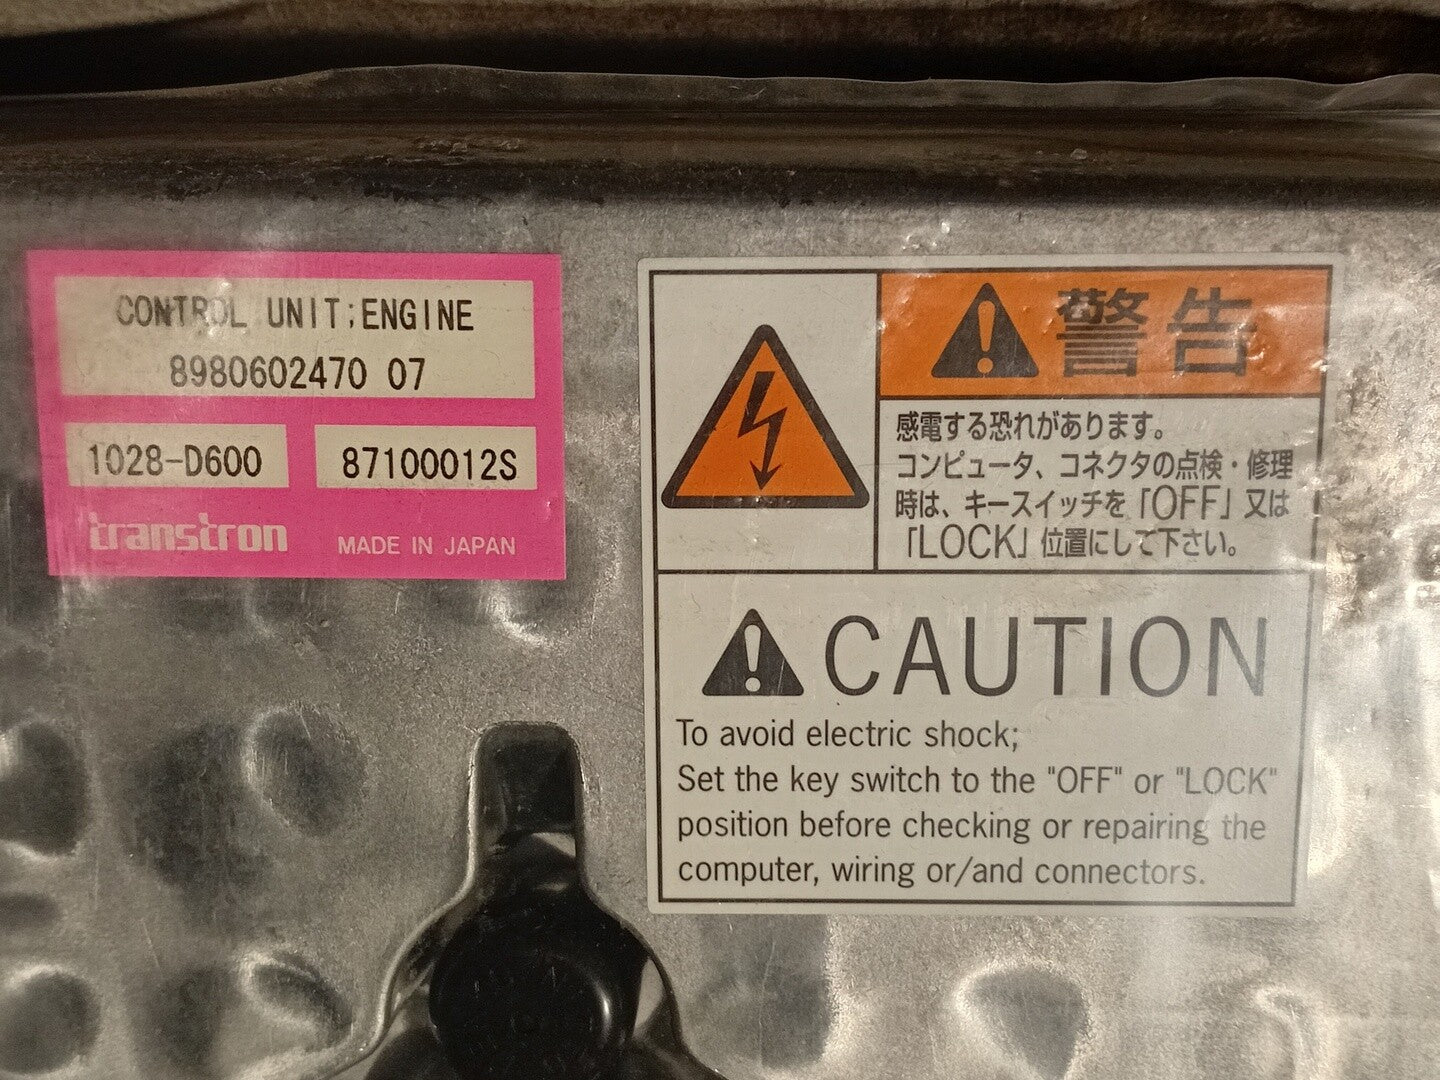 CONTROL UNIT;ENGINE
8980602470 07
1028-D600 87100012S
transtron MADE IN JAPAN
警告
感電する恐れがあります。
コンピュータ、コネクタの点検・修理
時は、キースイッチを「OFF」又は
「LOCK」位置にして下さい。
CAUTION
To avoid electric shock;
Set the key switch to the "OFF" or "LOCK"
position before checking or repairing the
computer, wiring or/and connectors.